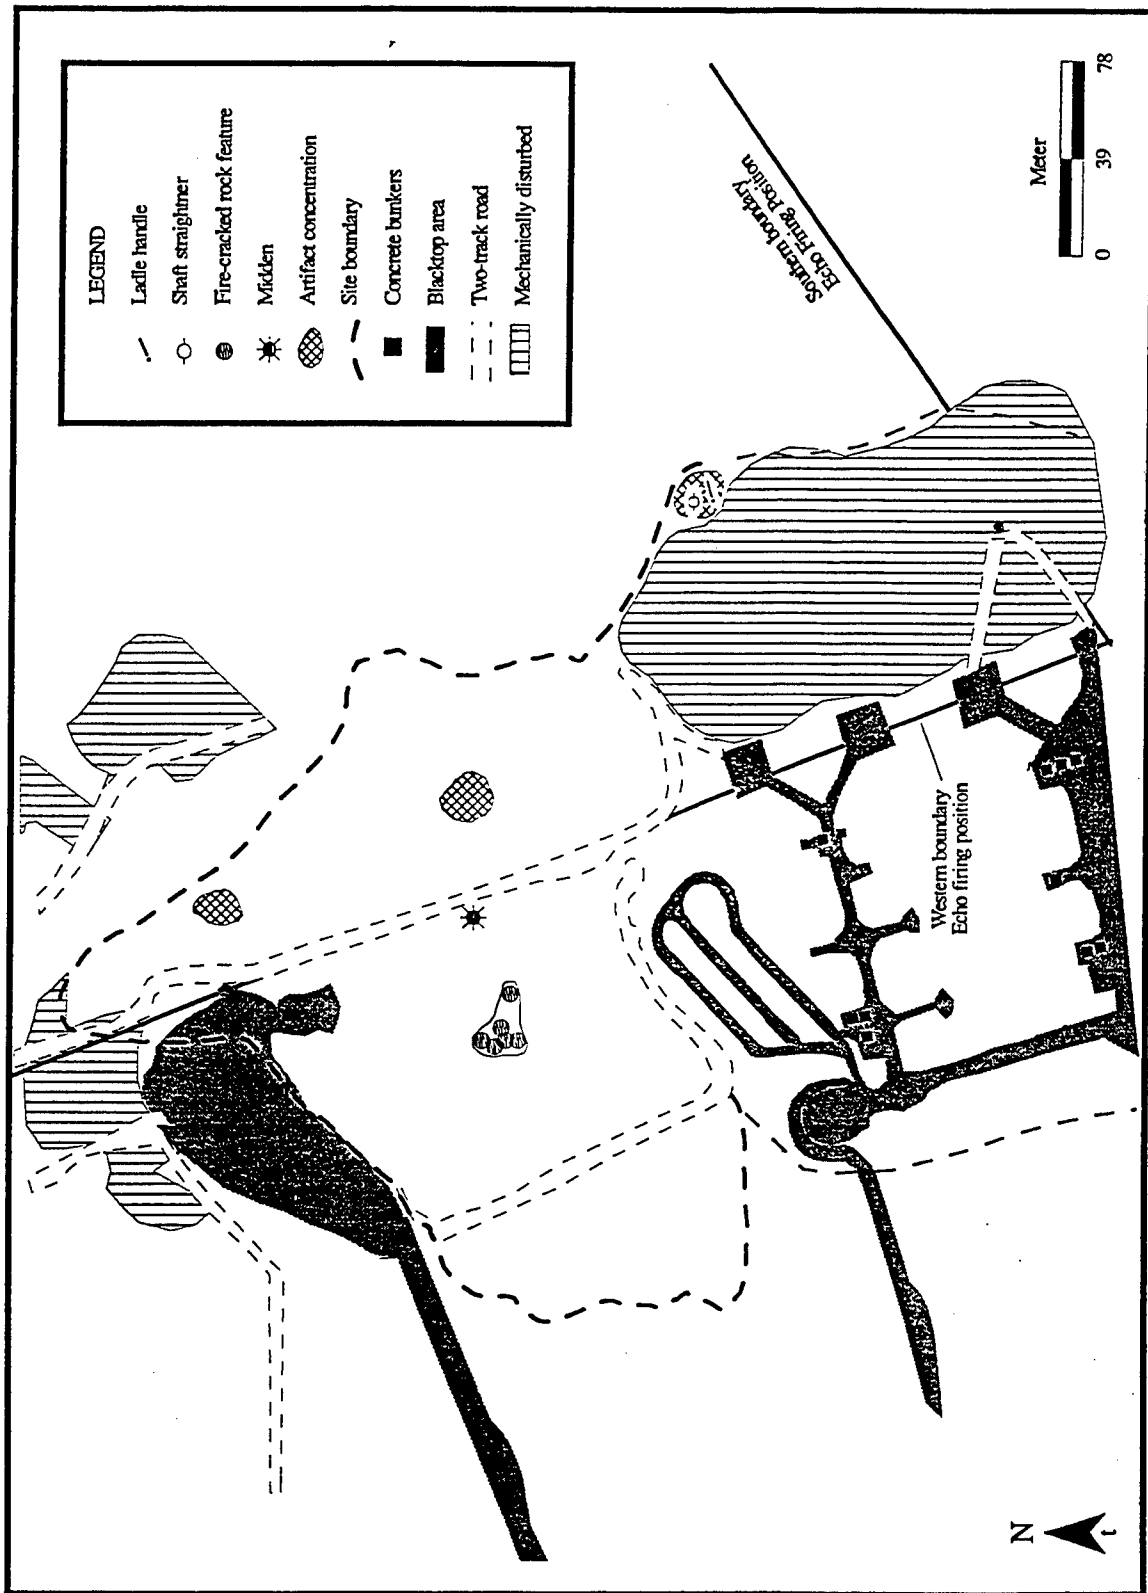 LEGEND
Ladle handle
Shaft straightner
Fire-cracked rock feature
Midden
Artifact concentration
Site boundary
Concrete bunkers
Blacktop area
Two-track road
Mechanically disturbed
Southern boundary
Echo Firing Position
Western boundary
Echo firing position
Meter
0 39 78
N
t